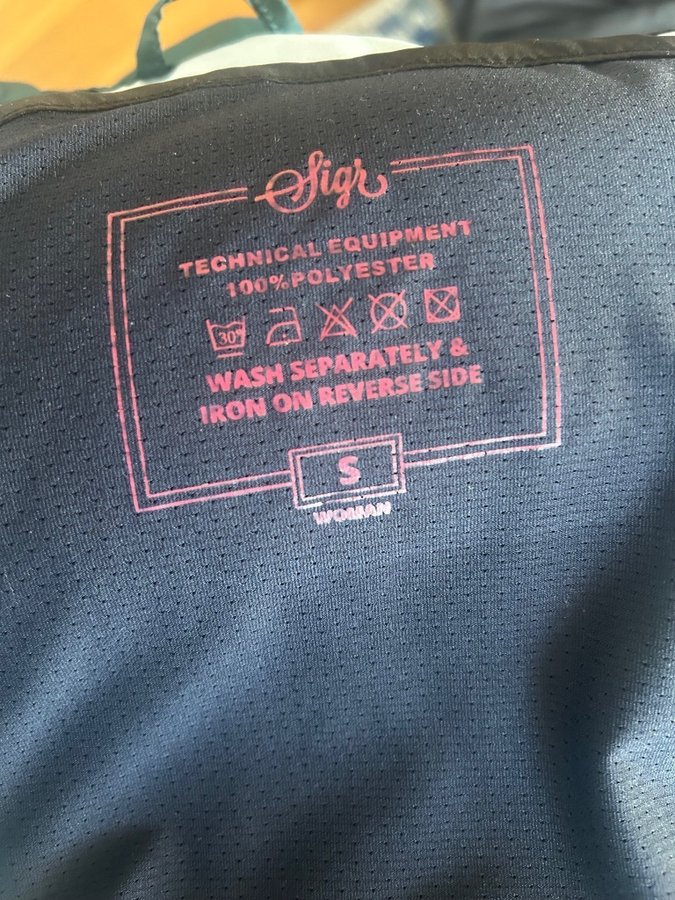 Sigr
TECHNICAL EQUIPMENT
100%POLYESTER
30°
WASH SEPARATELY &
IRON ON REVERSE SIDE
S
WOMAN